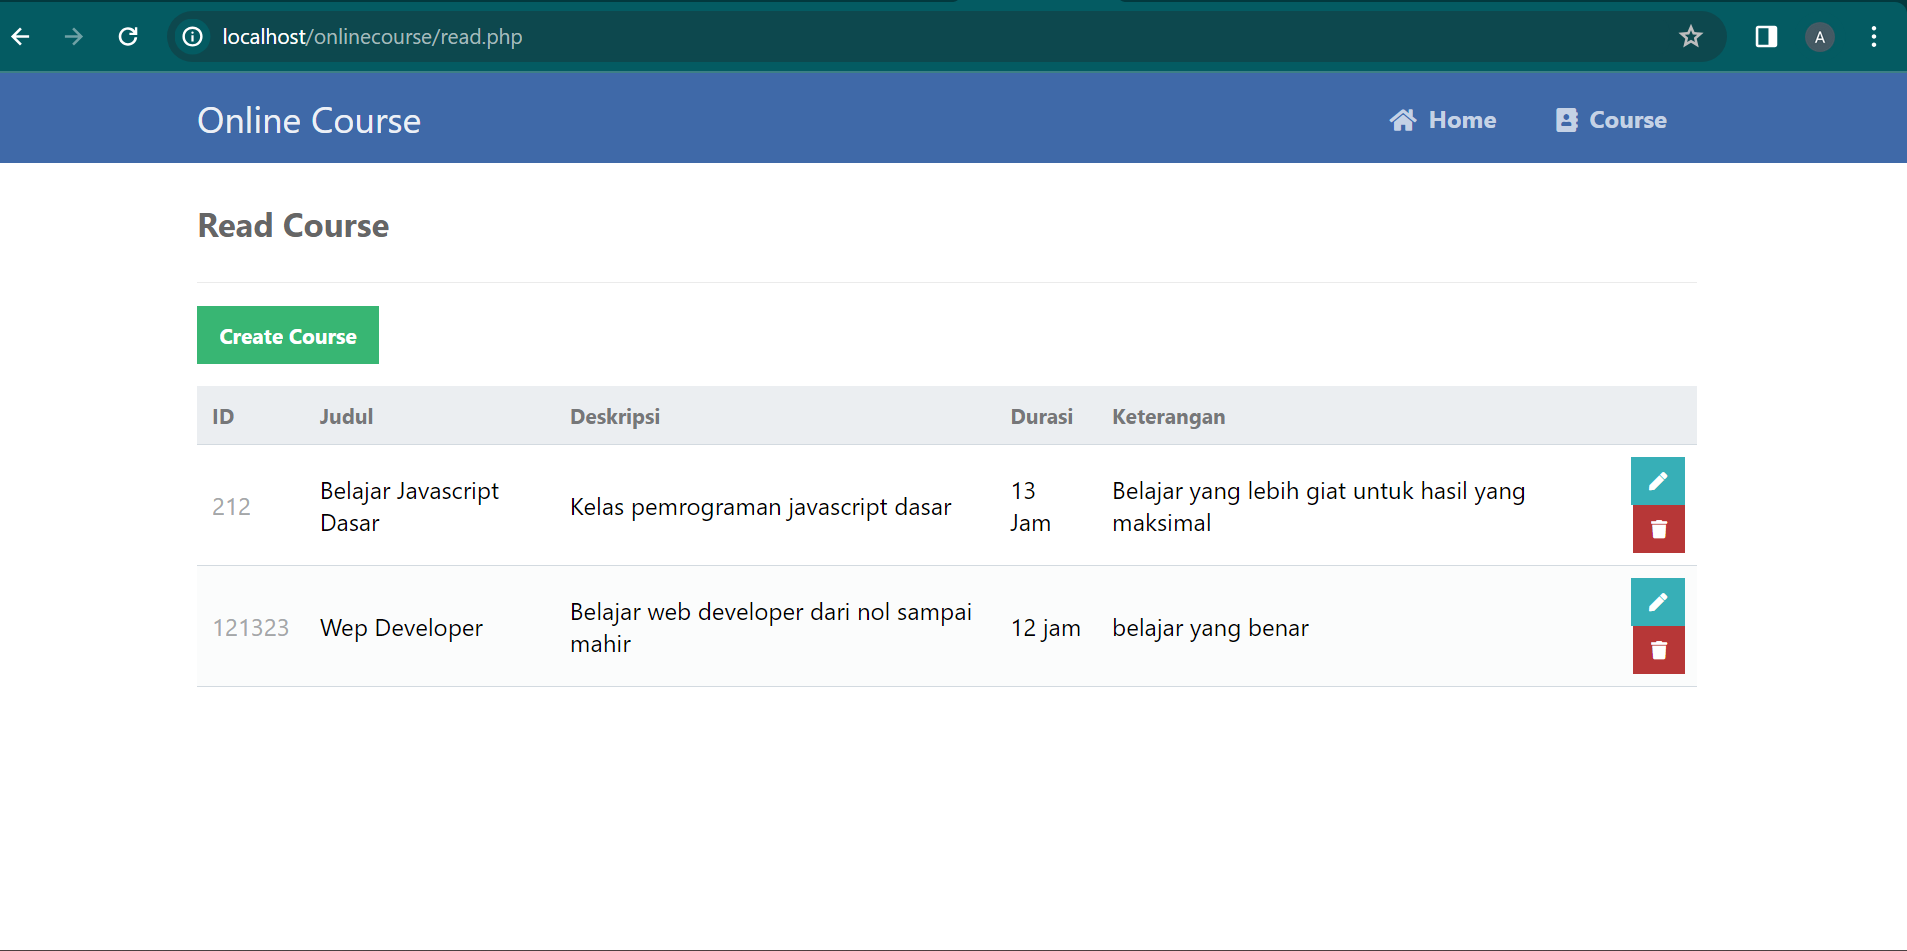 localhost/onlinecourse/read.php
A
Online Course
Home
Course
Read Course
Create Course
ID Judul Deskripsi Durasi Keterangan
212
Belajar Javascript
Dasar
Kelas pemrograman javascript dasar
13
Jam
Belajar yang lebih giat untuk hasil yang
maksimal
121323
Wep Developer
Belajar web developer dari nol sampai
mahir
12 jam
belajar yang benar